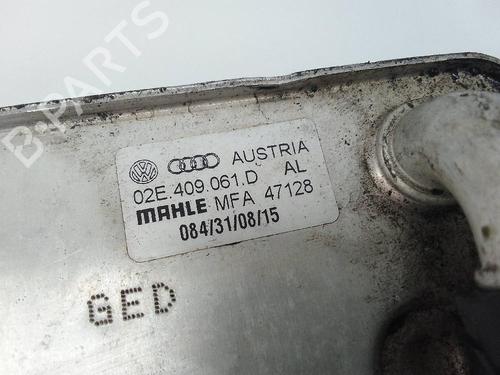 B-PARTS
AUSTRIA
02E.409.061.D AL
MAHLE MFA 47128
084/31/08/15
GED